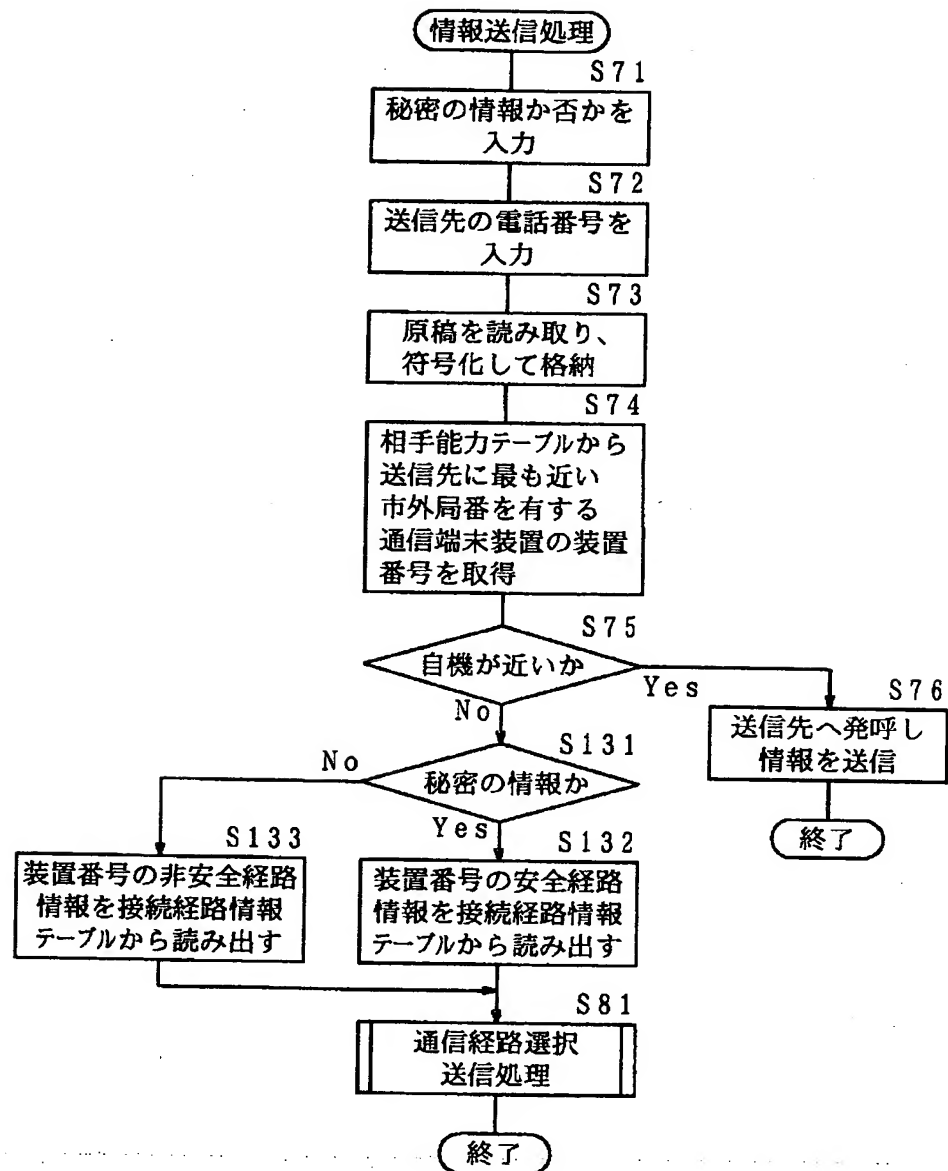 情報送信処理
S71
秘密の情報か否かを
入力
S72
送信先の電話番号を
入力
S73
原稿を読み取り、
符号化して格納
S74
相手能力テーブルから
送信先に最も近い
市外局番を有する
通信端末装置の装置
番号を取得
S75
自機が近いか
Yes
No
S76
送信先へ発呼し
情報を送信
終了
S131
秘密の情報か
No
Yes
S133
装置番号の非安全経路
情報を接続経路情報
テーブルから読み出す
S132
装置番号の安全経路
情報を接続経路情報
テーブルから読み出す
S81
通信経路選択
送信処理
終了